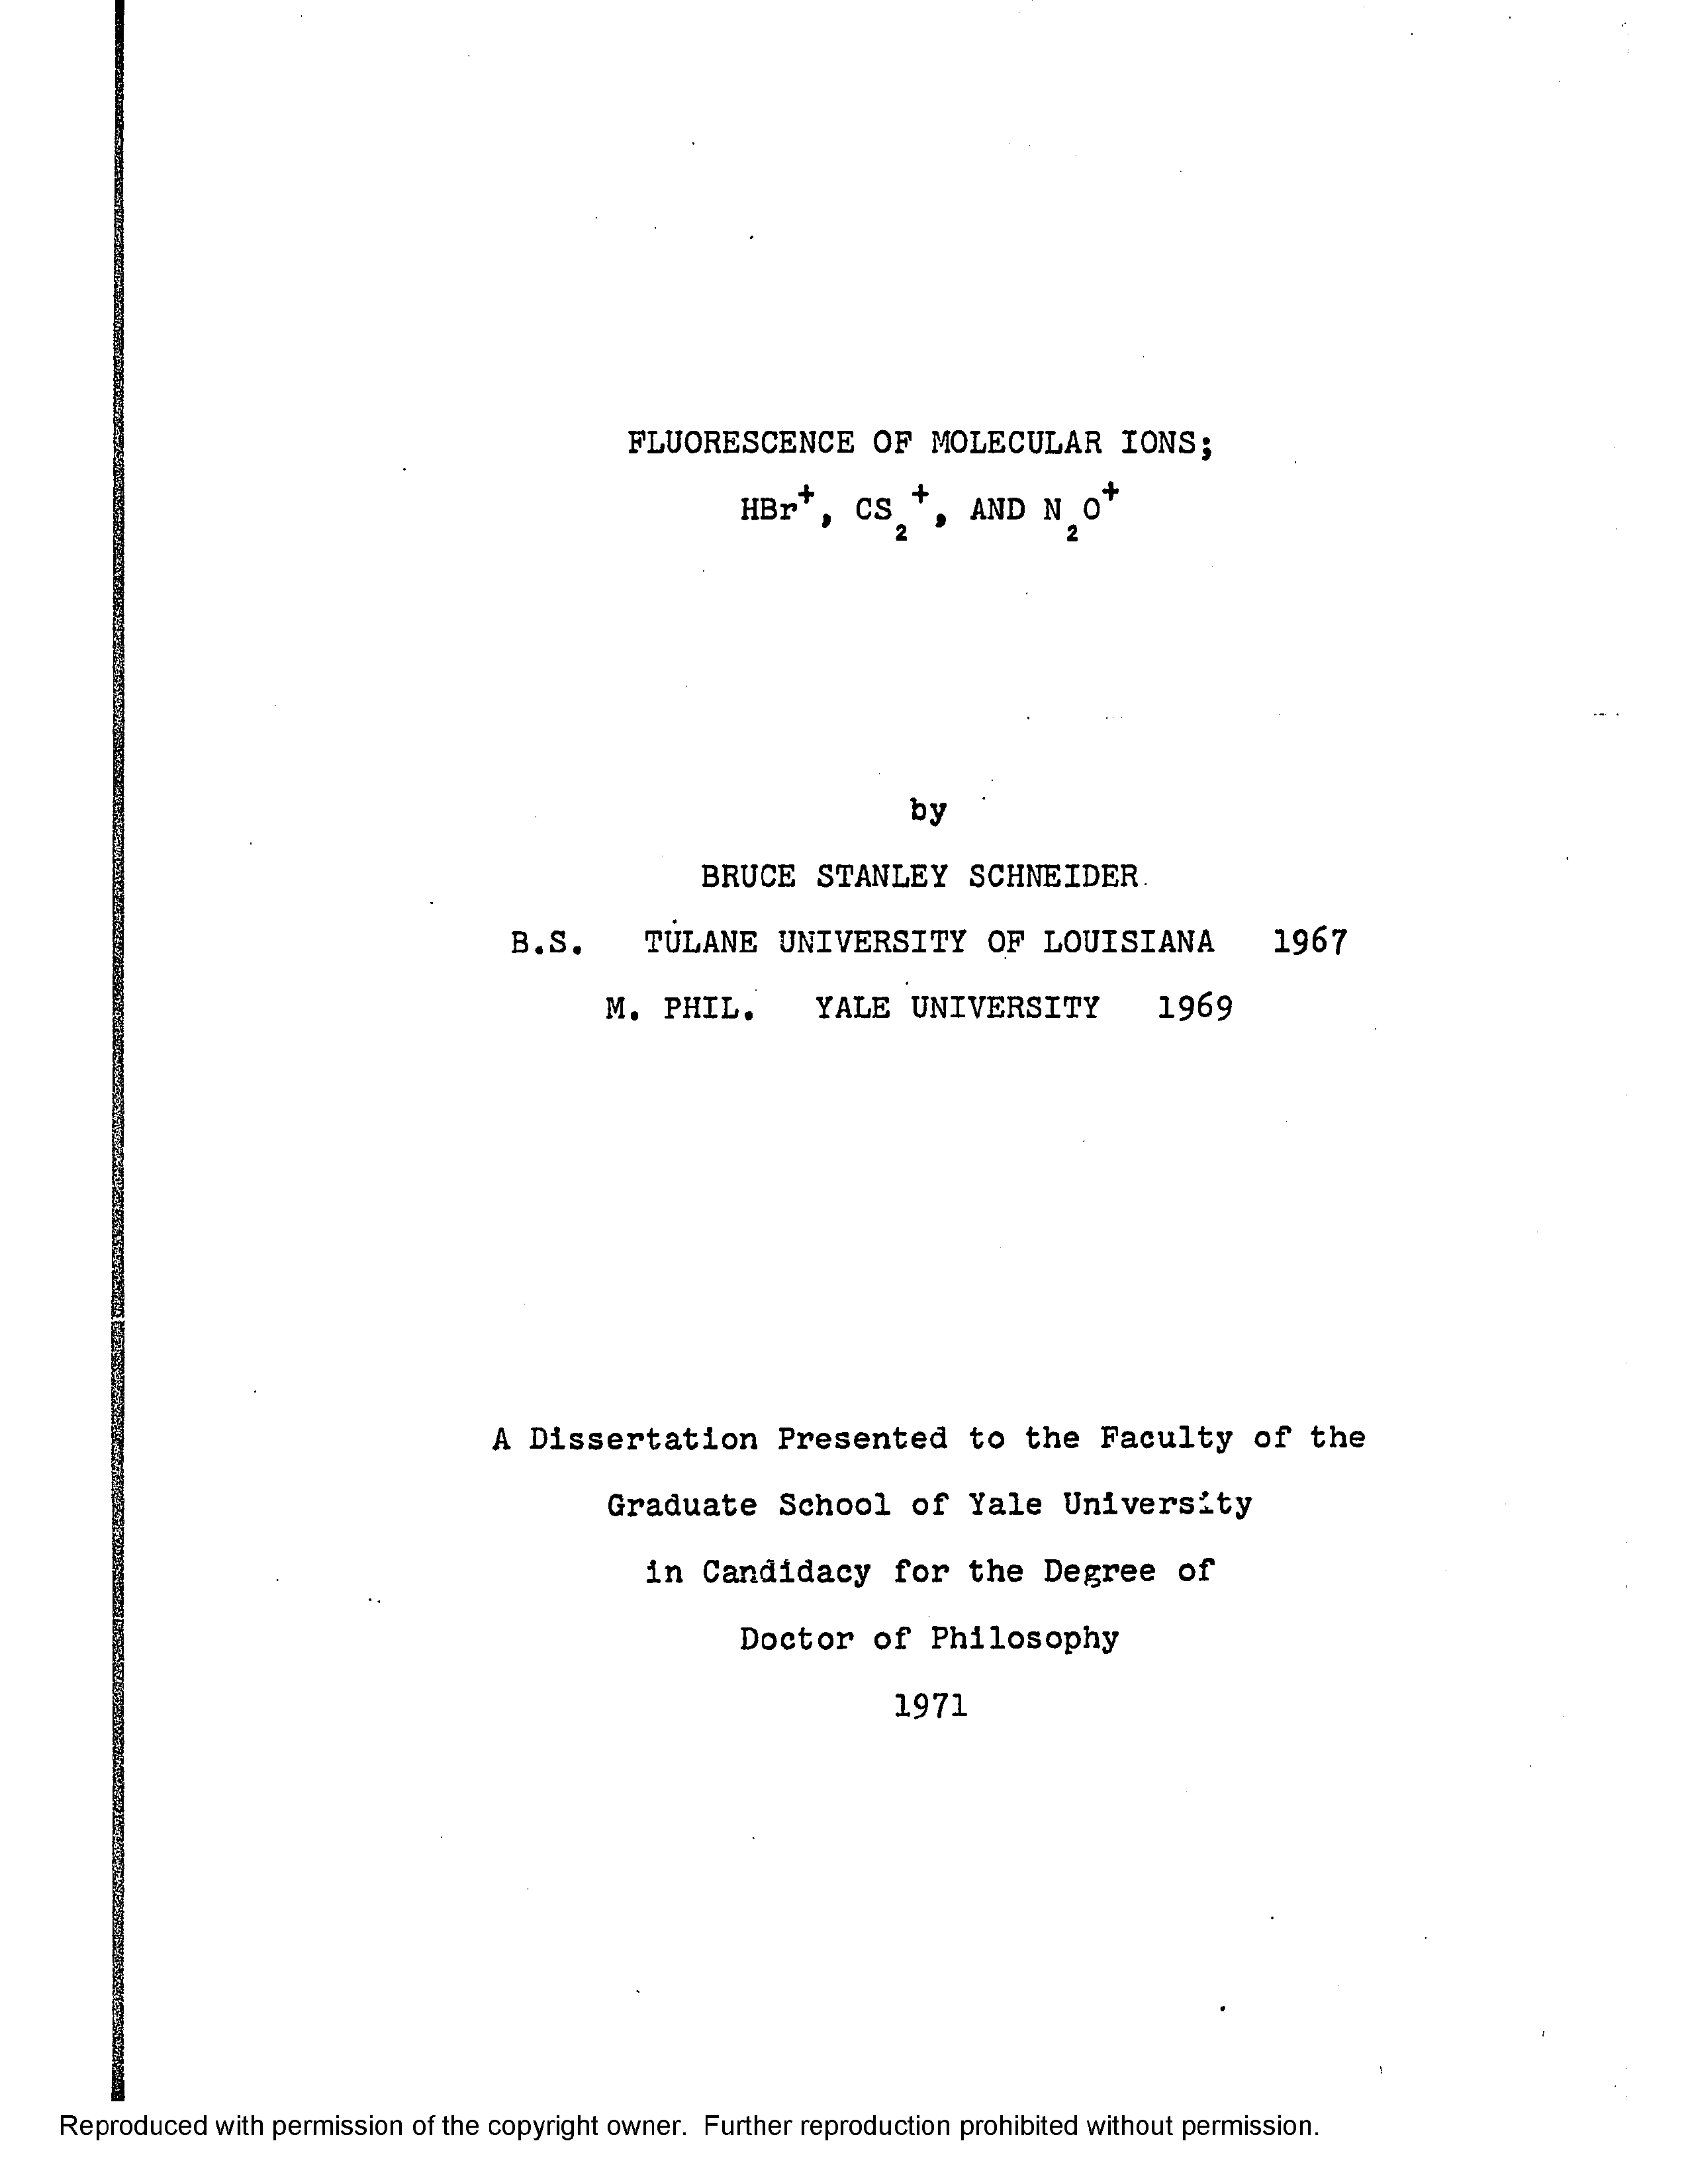 FLUORESCENCE OF MOLECULAR IONS;
HBr⁺, CS₂⁺, AND N₂O⁺
by
BRUCE STANLEY SCHNEIDER
B.S. TULANE UNIVERSITY OF LOUISIANA 1967
M. PHIL. YALE UNIVERSITY 1969
A Dissertation Presented to the Faculty of the
Graduate School of Yale University
in Candidacy for the Degree of
Doctor of Philosophy
1971
Reproduced with permission of the copyright owner. Further reproduction prohibited without permission.